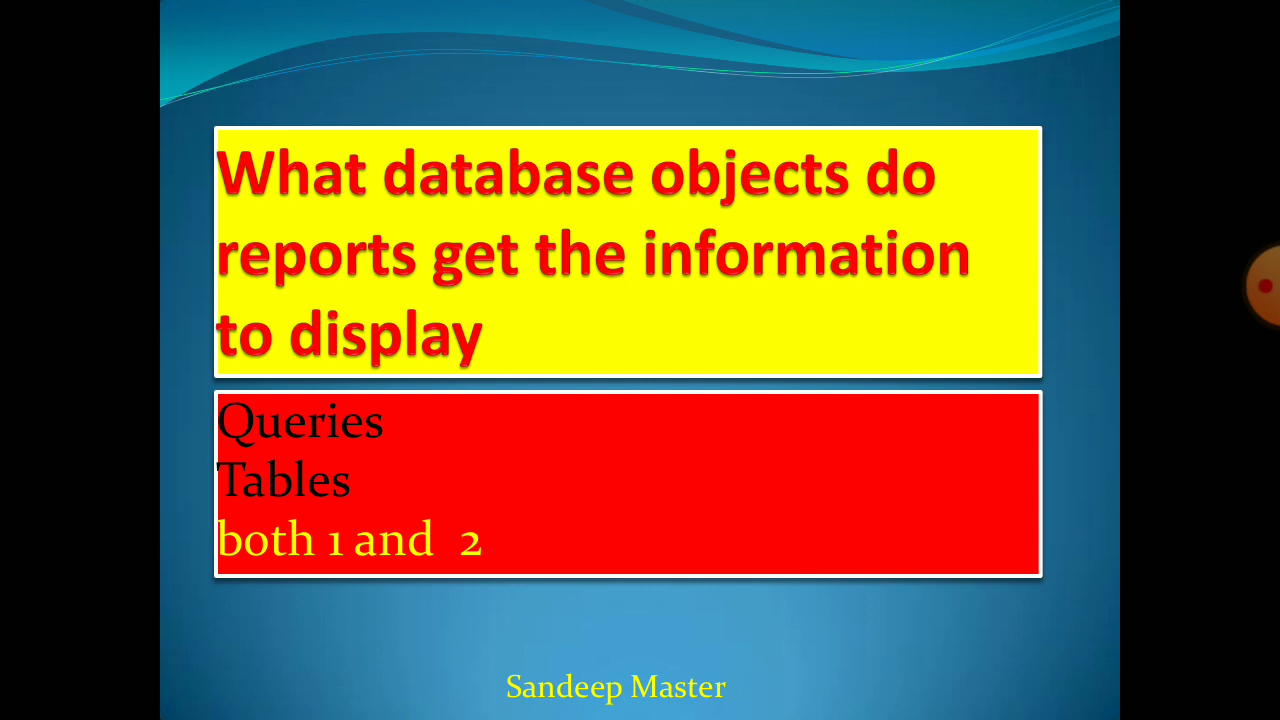 What database objects do
reports get the information
to display
Queries
Tables
both 1 and 2
Sandeep Master